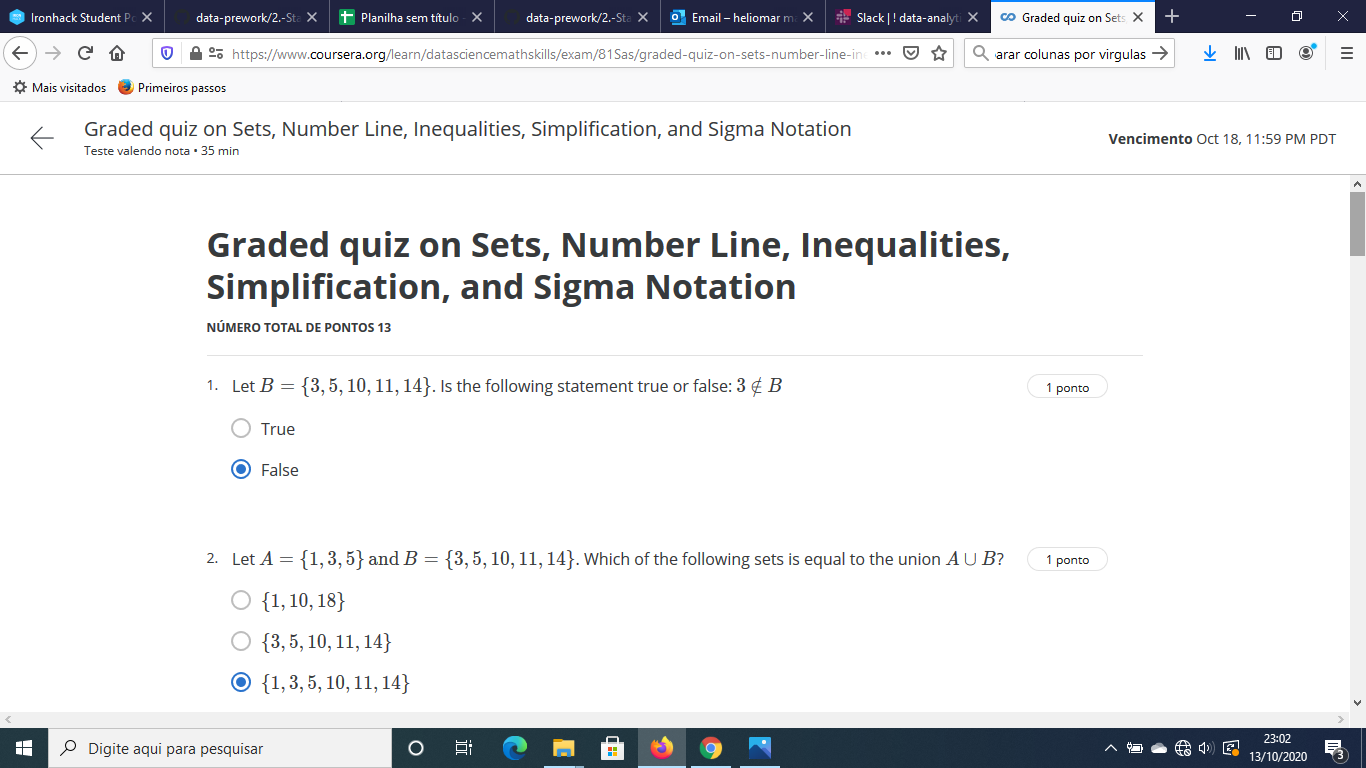 Ironhack Student Po
data-prework/2.-Sta
Planilha sem título
data-prework/2.-Sta
Email – heliomar m
Slack | ! data-analyti
Graded quiz on Sets
https://www.coursera.org/learn/datasciencemathskills/exam/81Sas/graded-quiz-on-sets-number-line-in
arar colunas por virgulas
Mais visitados
Primeiros passos
Graded quiz on Sets, Number Line, Inequalities, Simplification, and Sigma Notation
Teste valendo nota • 35 min
Vencimento Oct 18, 11:59 PM PDT
Graded quiz on Sets, Number Line, Inequalities,
Simplification, and Sigma Notation
NÚMERO TOTAL DE PONTOS 13
1. Let B = {3, 5, 10, 11, 14}. Is the following statement true or false: 3 ∉ B
1 ponto
True
False
2. Let A = {1, 3, 5} and B = {3, 5, 10, 11, 14}. Which of the following sets is equal to the union A ∪ B?
1 ponto
{1, 10, 18}
{3, 5, 10, 11, 14}
{1, 3, 5, 10, 11, 14}
Digite aqui para pesquisar
23:02
13/10/2020
3